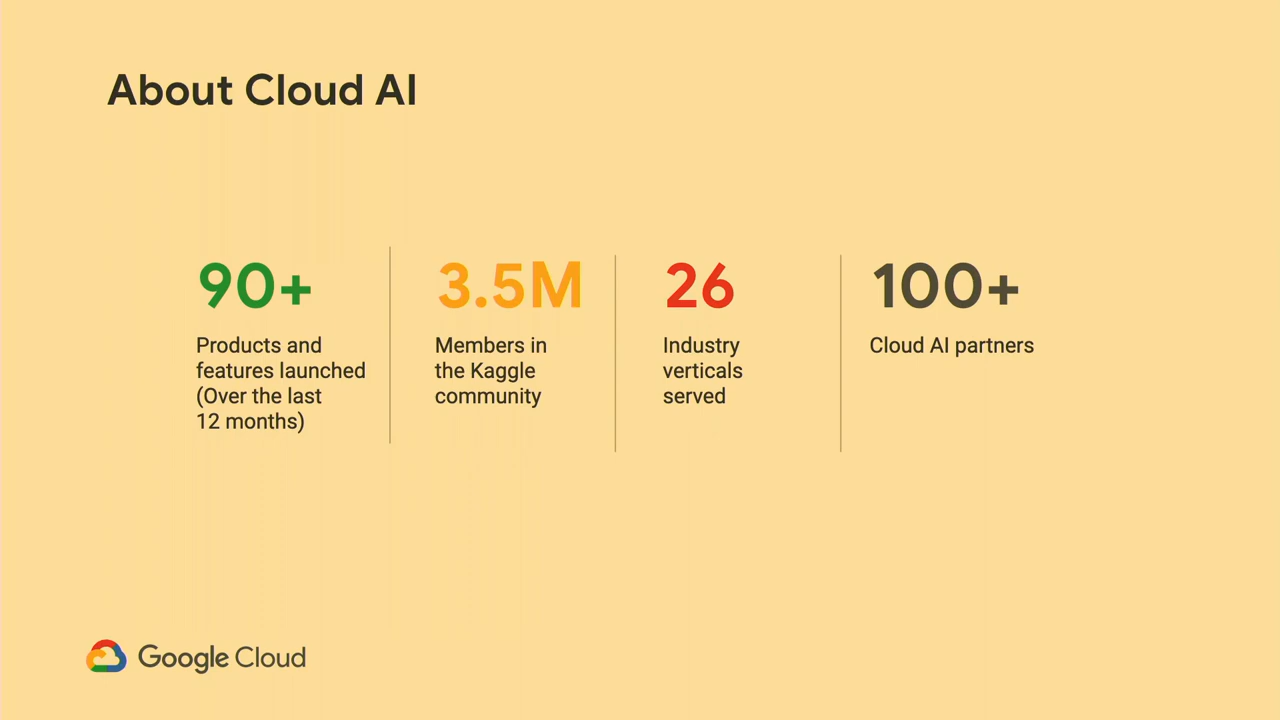 About Cloud AI
90+
Products and
features launched
(Over the last
12 months)
3.5M
Members in
the Kaggle
community
26
Industry
verticals
served
100+
Cloud AI partners
Google Cloud